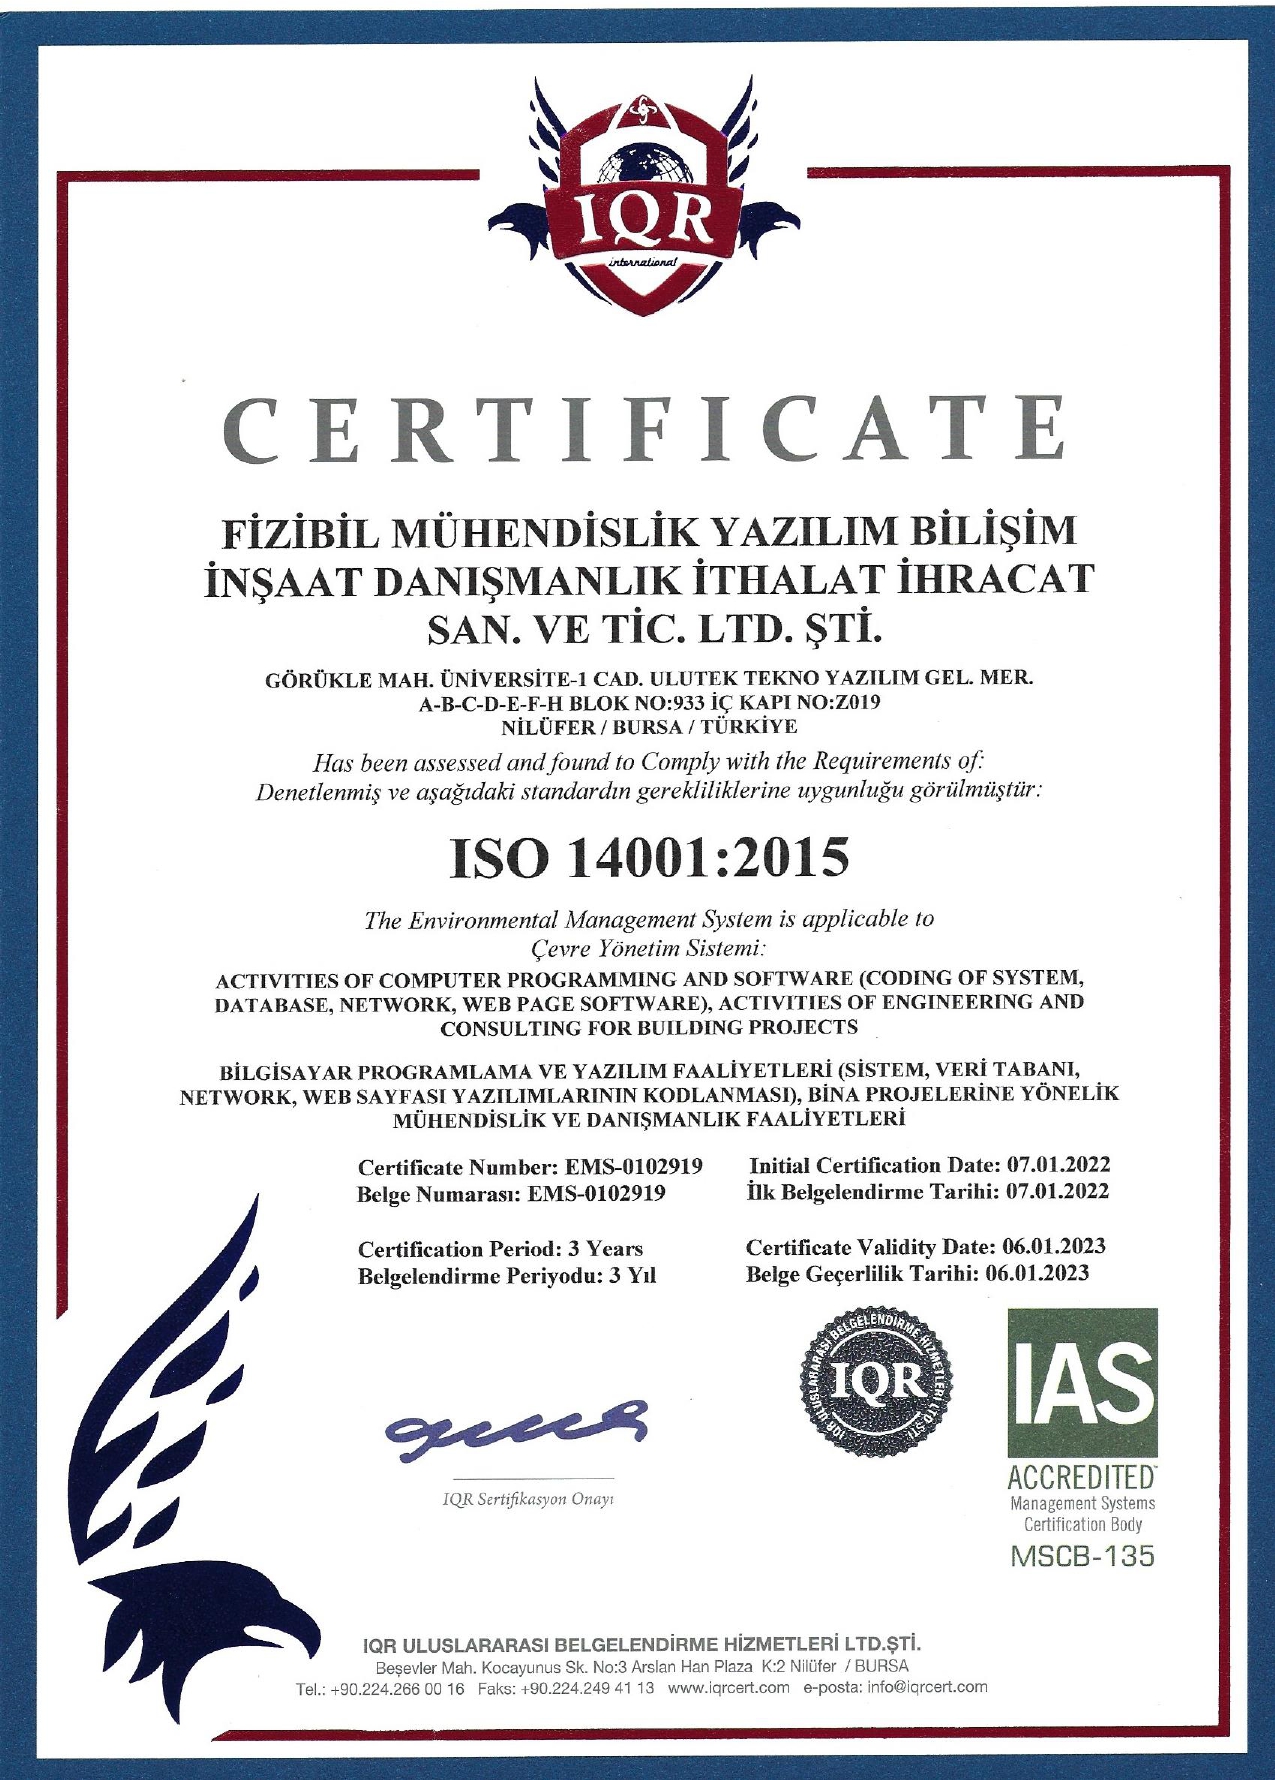 IQR
international
CERTIFICATE
FİZİBİL MÜHENDİSLİK YAZILIM BİLİŞİM
İNŞAAT DANIŞMANLIK İTHALAT İHRACAT
SAN. VE TİC. LTD. ŞTİ.
GÖRÜKLE MAH. ÜNİVERSİTE-1 CAD. ULUTEK TEKNO YAZILIM GEL. MER.
A-B-C-D-E-F-H BLOK NO:933 İÇ KAPI NO:Z019
NİLÜFER / BURSA / TÜRKİYE
Has been assessed and found to Comply with the Requirements of:
Denetlenmiş ve aşağıdaki standardın gerekliliklerine uygunluğu görülmüştür:
ISO 14001:2015
The Environmental Management System is applicable to
Çevre Yönetim Sistemi:
ACTIVITIES OF COMPUTER PROGRAMMING AND SOFTWARE (CODING OF SYSTEM,
DATABASE, NETWORK, WEB PAGE SOFTWARE), ACTIVITIES OF ENGINEERING AND
CONSULTING FOR BUILDING PROJECTS
BİLGİSAYAR PROGRAMLAMA VE YAZILIM FAALİYETLERİ (SİSTEM, VERİ TABANI,
NETWORK, WEB SAYFASI YAZILIMLARININ KODLANMASI), BİNA PROJELERİNE YÖNELİK
MÜHENDİSLİK VE DANIŞMANLIK FAALİYETLERİ
Certificate Number: EMS-0102919 Initial Certification Date: 07.01.2022
Belge Numarası: EMS-0102919 İlk Belgelendirme Tarihi: 07.01.2022
Certification Period: 3 Years Certificate Validity Date: 06.01.2023
Belgelendirme Periyodu: 3 Yıl Belge Geçerlilik Tarihi: 06.01.2023
IQR ULUSLARARASI BELGELENDİRME HİZMETLERİ LTD.ŞTİ.
IQR
IAS
ACCREDITED™
Management Systems
Certification Body
MSCB-135
IQR Sertifikasyon Onayı
IQR ULUSLARARASI BELGELENDİRME HİZMETLERİ LTD.ŞTİ.
Beşevler Mah. Kocayunus Sk. No:3 Arslan Han Plaza K:2 Nilüfer / BURSA
Tel.: +90.224.266 00 16 Faks: +90.224.249 41 13 www.iqrcert.com e-posta: info@iqrcert.com